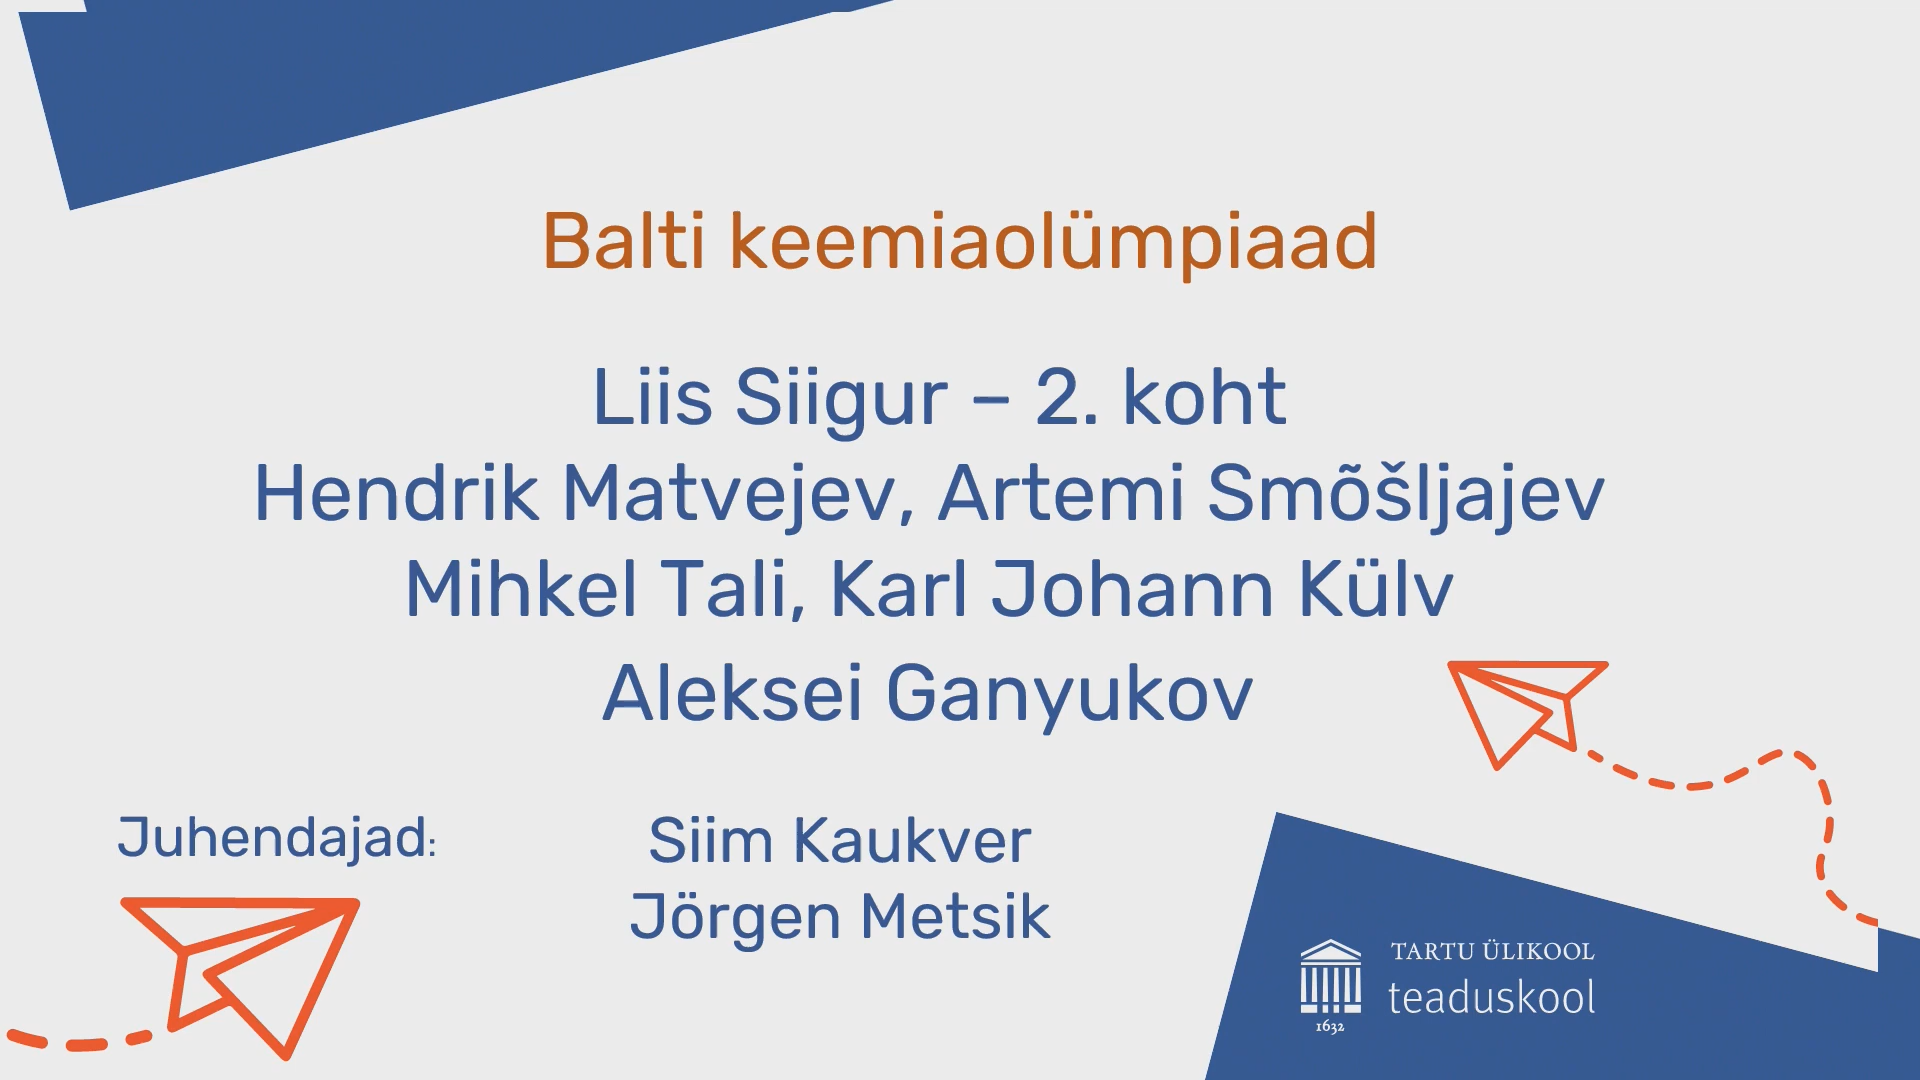 Balti keemiaolümpiaad
Liis Siigur – 2. koht
Hendrik Matvejev, Artemi Smõšljajev
Mihkel Tali, Karl Johann Külv
Aleksei Ganyukov
Juhendajad:
Siim Kaukver
Jörgen Metsik
TARTU ÜLIKOOL
teaduskool
1632